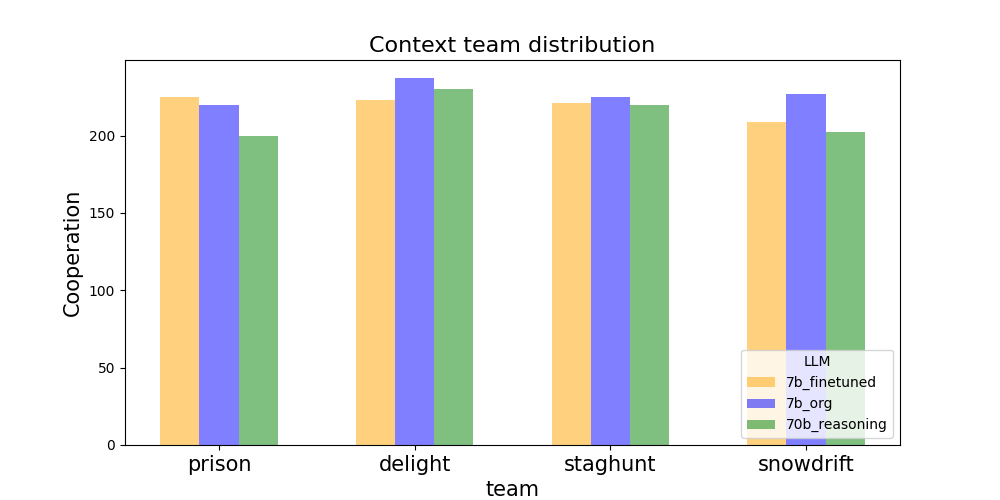 Context team distribution
Cooperation
200
150
100
50
0
LLM
7b_finetuned
7b_org
70b_reasoning
prison delight staghunt snowdrift
team